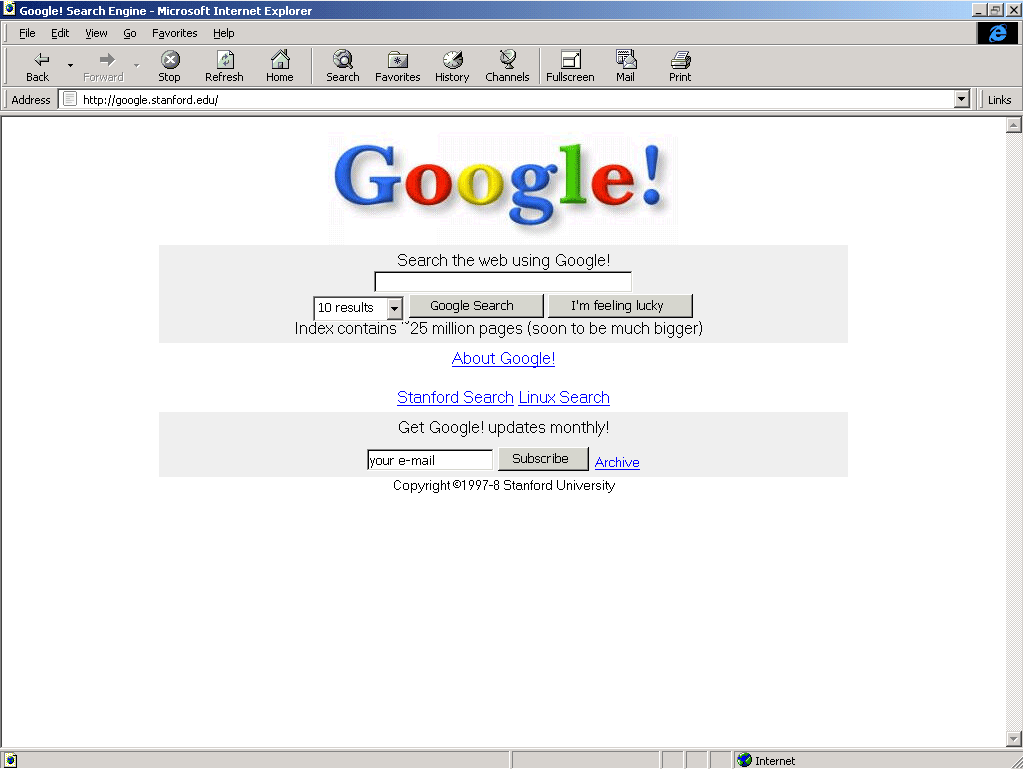 Google! Search Engine - Microsoft Internet Explorer
File Edit View Go Favorites Help
Back Forward Stop Refresh Home Search Favorites History Channels Fullscreen Mail Print
Address http://google.stanford.edu/ Links
Google!
Search the web using Google!
10 results Google Search I'm feeling lucky
Index contains ~25 million pages (soon to be much bigger)
About Google!
Stanford Search Linux Search
Get Google! updates monthly!
your e-mail Subscribe Archive
Copyright ©1997-8 Stanford University
Internet